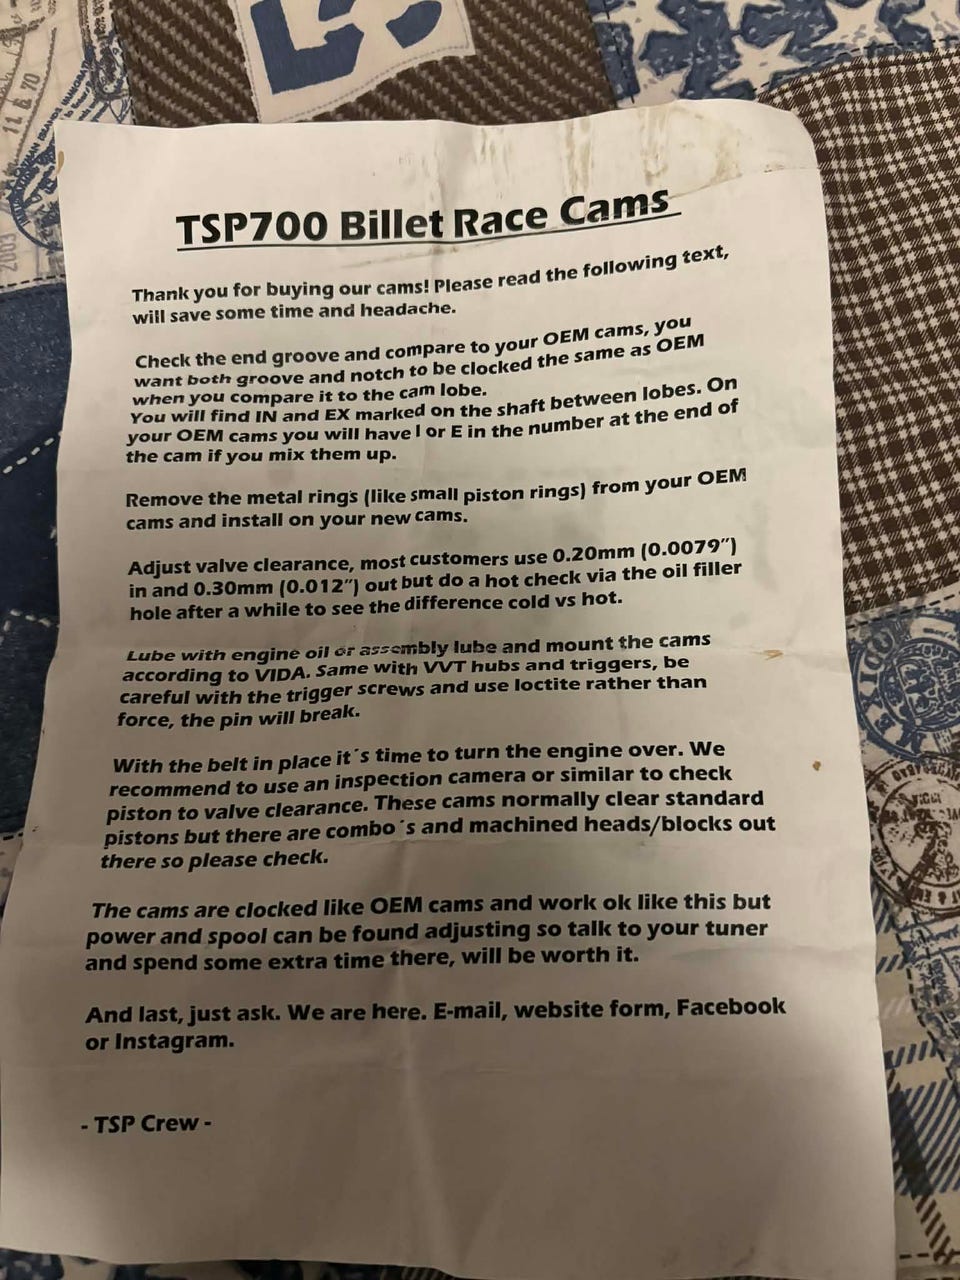 TSP700 Billet Race Cams
Thank you for buying our cams! Please read the following text,
will save some time and headache.
Check the end groove and compare to your OEM cams, you
want both groove and notch to be clocked the same as OEM
when you compare it to the cam lobe.
You will find IN and EX marked on the shaft between lobes. On
your OEM cams you will have I or E in the number at the end of
the cam if you mix them up.
Remove the metal rings (like small piston rings) from your OEM
cams and install on your new cams.
Adjust valve clearance, most customers use 0.20mm (0.0079″)
in and 0.30mm (0.012″) out but do a hot check via the oil filler
hole after a while to see the difference cold vs hot.
Lube with engine oil or assembly lube and mount the cams
according to VIDA. Same with VVT hubs and triggers, be
careful with the trigger screws and use loctite rather than
force, the pin will break.
With the belt in place it´s time to turn the engine over. We
recommend to use an inspection camera or similar to check
piston to valve clearance. These cams normally clear standard
pistons but there are combo´s and machined heads/blocks out
there so please check.
The cams are clocked like OEM cams and work ok like this but
power and spool can be found adjusting so talk to your tuner
and spend some extra time there, will be worth it.
And last, just ask. We are here. E-mail, website form, Facebook
or Instagram.
- TSP Crew -
11 & 70
2003